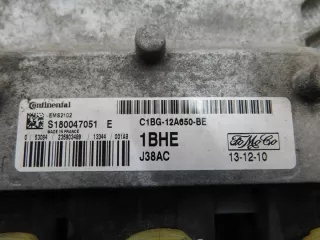 Continental
EMS2102
S180047051 E
MADE IN FRANCE
C1BG-12A650-BE
1BHE
J38AC
FoMoCo
13-12-10